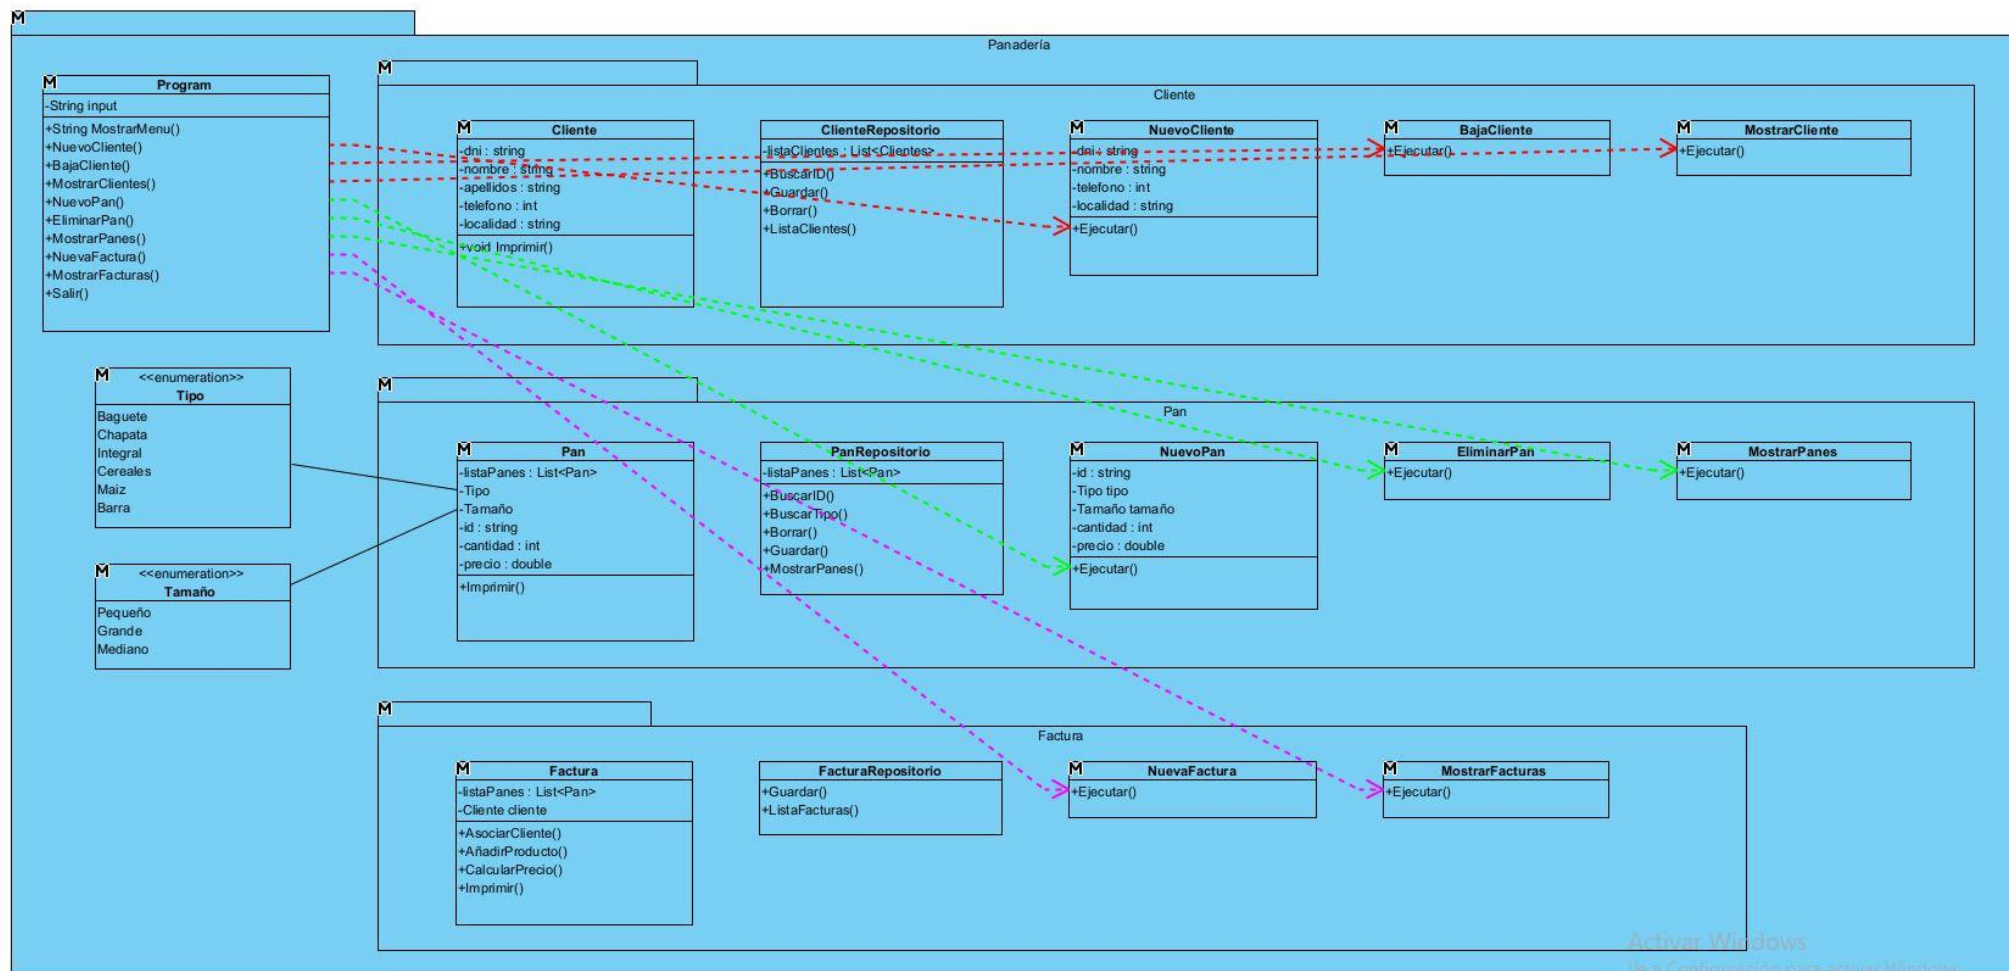 M
Panadería
M
Program
-String input
+String MostrarMenu()
+NuevoCliente()
+BajaCliente()
+MostrarClientes()
+NuevoPan()
+EliminarPan()
+MostrarPanes()
+NuevaFactura()
+MostrarFacturas()
+Salir()
M
Cliente
M
Cliente
-dni : string
-nombre : string
-apellidos : string
-telefono : int
-localidad : string
+void Imprimir()
ClienteRepositorio
-listaClientes : List<Clientes>
+BuscarID()
+Guardar()
+Borrar()
+ListaClientes()
M
NuevoCliente
-dni : string
-nombre : string
-telefono : int
-localidad : string
+Ejecutar()
M
BajaCliente
+Ejecutar()
M
MostrarCliente
+Ejecutar()
M
<<enumeration>>
Tipo
Baguete
Chapata
Integral
Cereales
Maiz
Barra
M
<<enumeration>>
Tamaño
Pequeño
Grande
Mediano
M
Pan
M
Pan
-listaPanes : List<Pan>
-Tipo
-Tamaño
-id : string
-cantidad : int
-precio : double
+Imprimir()
PanRepositorio
-listaPanes : List<Pan>
+BuscarID()
+BuscarTipo()
+Borrar()
+Guardar()
+MostrarPanes()
M
NuevoPan
-id : string
-Tipo tipo
-Tamaño tamaño
-cantidad : int
-precio : double
+Ejecutar()
M
EliminarPan
+Ejecutar()
M
MostrarPanes
+Ejecutar()
M
Factura
M
Factura
-listaPanes : List<Pan>
-Cliente cliente
+AsociarCliente()
+AñadirProducto()
+CalcularPrecio()
+Imprimir()
FacturaRepositorio
+Guardar()
+ListaFacturas()
M
NuevaFactura
+Ejecutar()
M
MostrarFacturas
+Ejecutar()
Activar Windows
Ve a Configuración para activar Windows